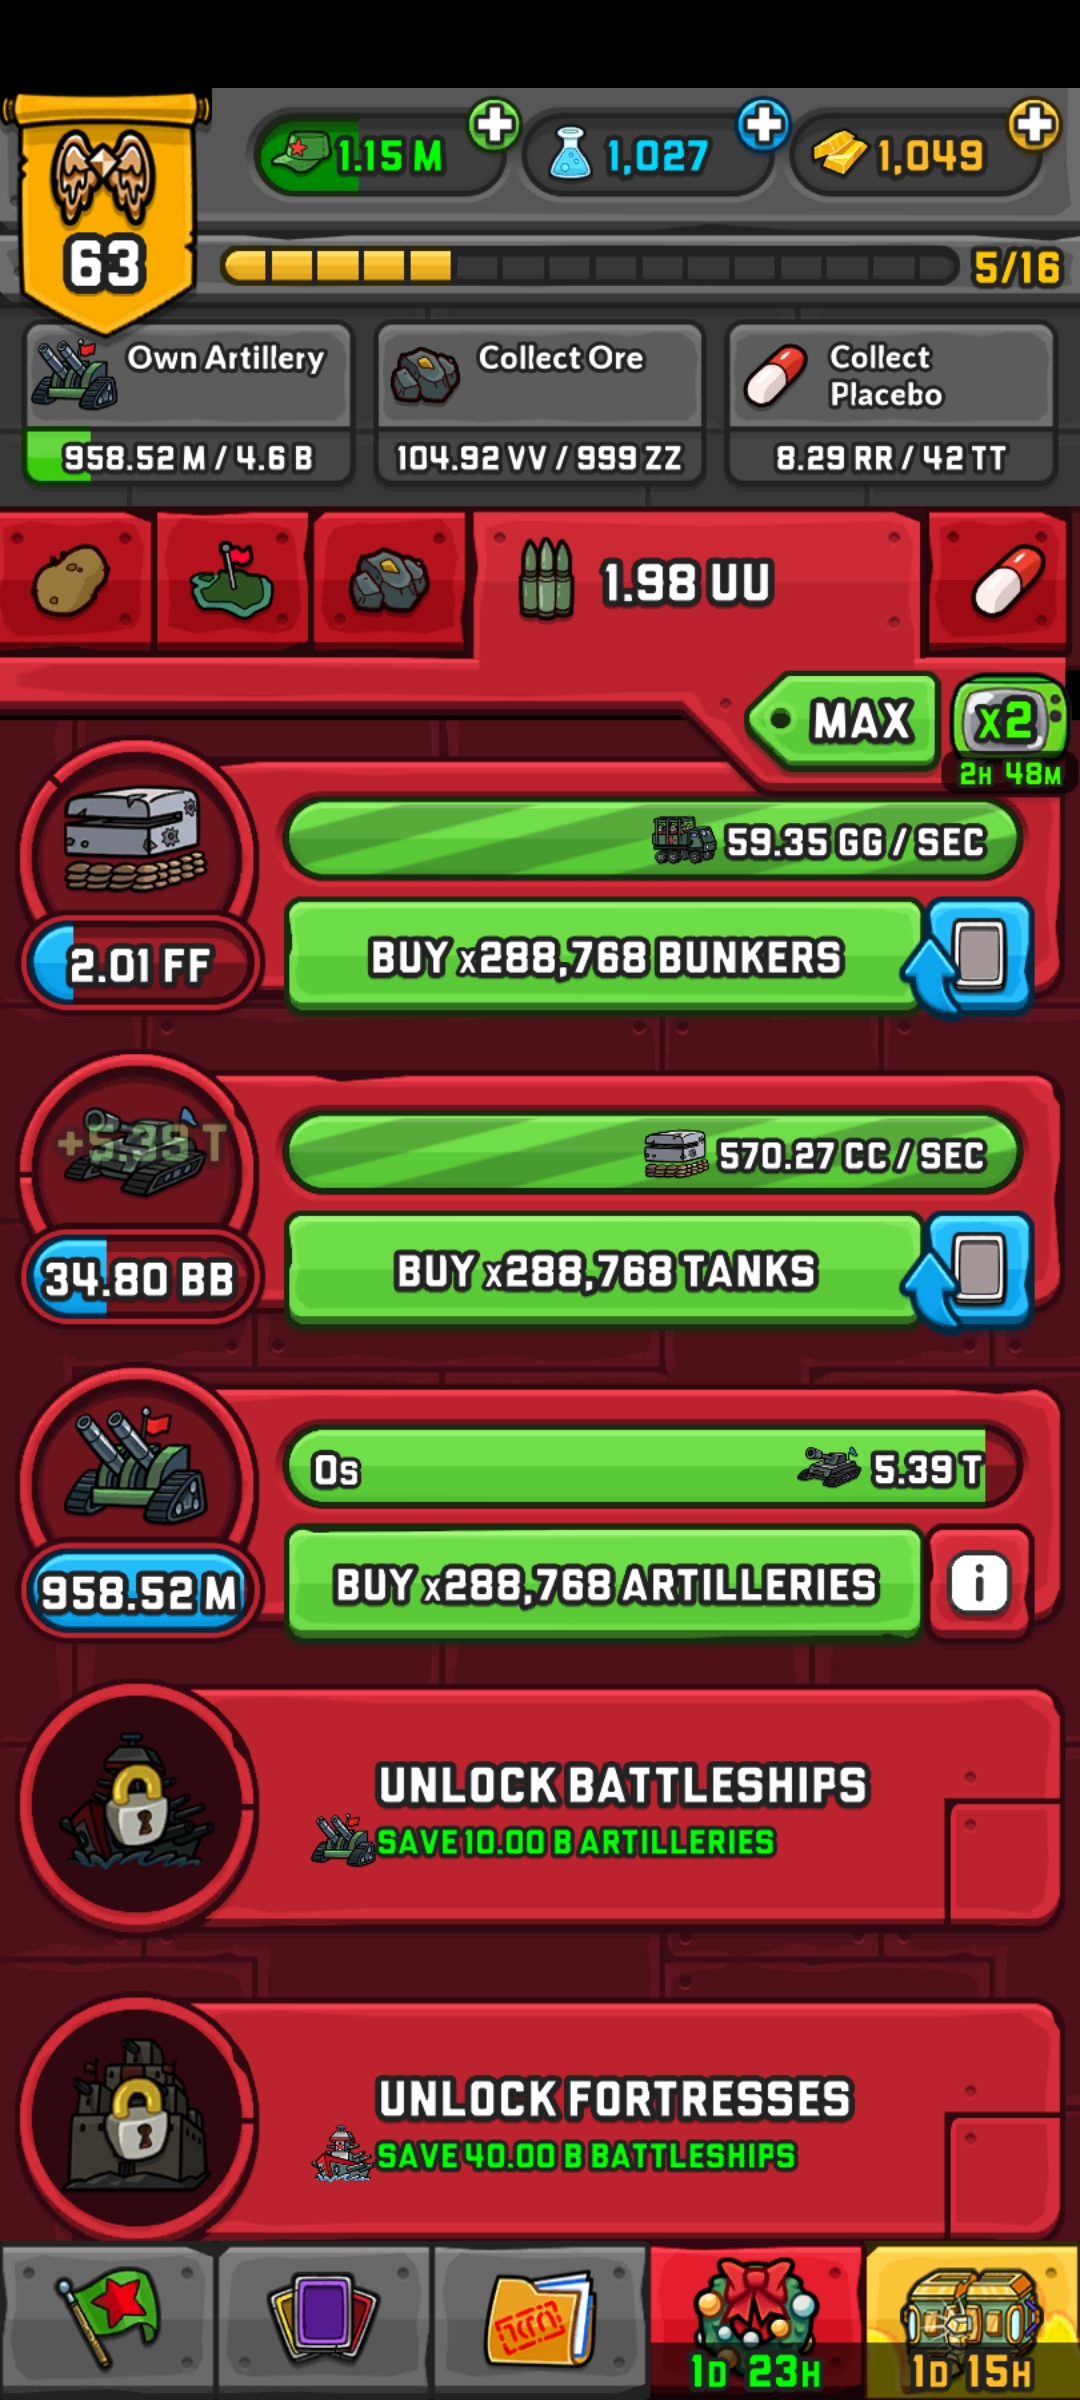 1.15 M
1,027
1,049
63
5/16
Own Artillery
958.52 M / 4.6 B
Collect Ore
104.92 VV / 999 ZZ
Collect
Placebo
8.29 RR / 42 TT
1.98 UU
MAX
x2
2H 48M
59.35 GG / SEC
2.01 FF
BUY x288,768 BUNKERS
+5.39 T
570.27 CC / SEC
34.80 BB
BUY x288,768 TANKS
0s
5.39 T
958.52 M
BUY x288,768 ARTILLERIES
i
UNLOCK BATTLESHIPS
SAVE 10.00 B ARTILLERIES
UNLOCK FORTRESSES
SAVE 40.00 B BATTLESHIPS
1D 23H
1D 15H